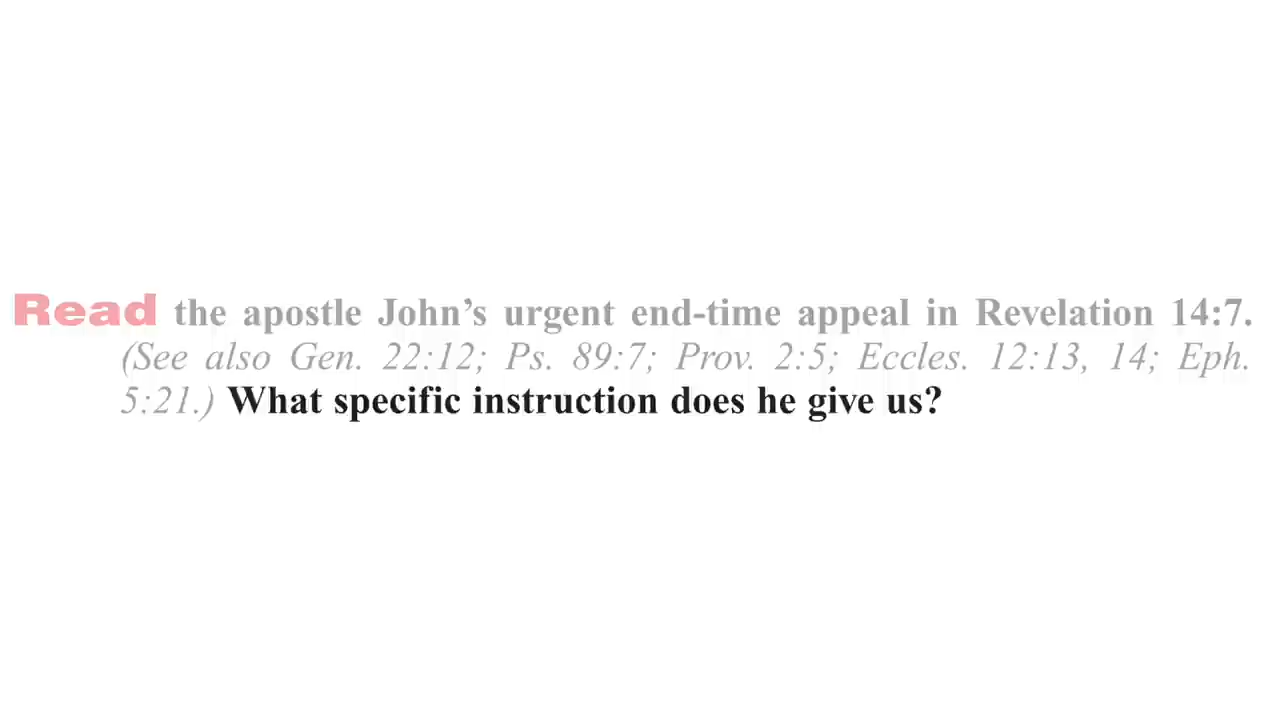 Read the apostle John’s urgent end-time appeal in Revelation 14:7.
(See also Gen. 22:12; Ps. 89:7; Prov. 2:5; Eccles. 12:13, 14; Eph.
5:21.) What specific instruction does he give us?